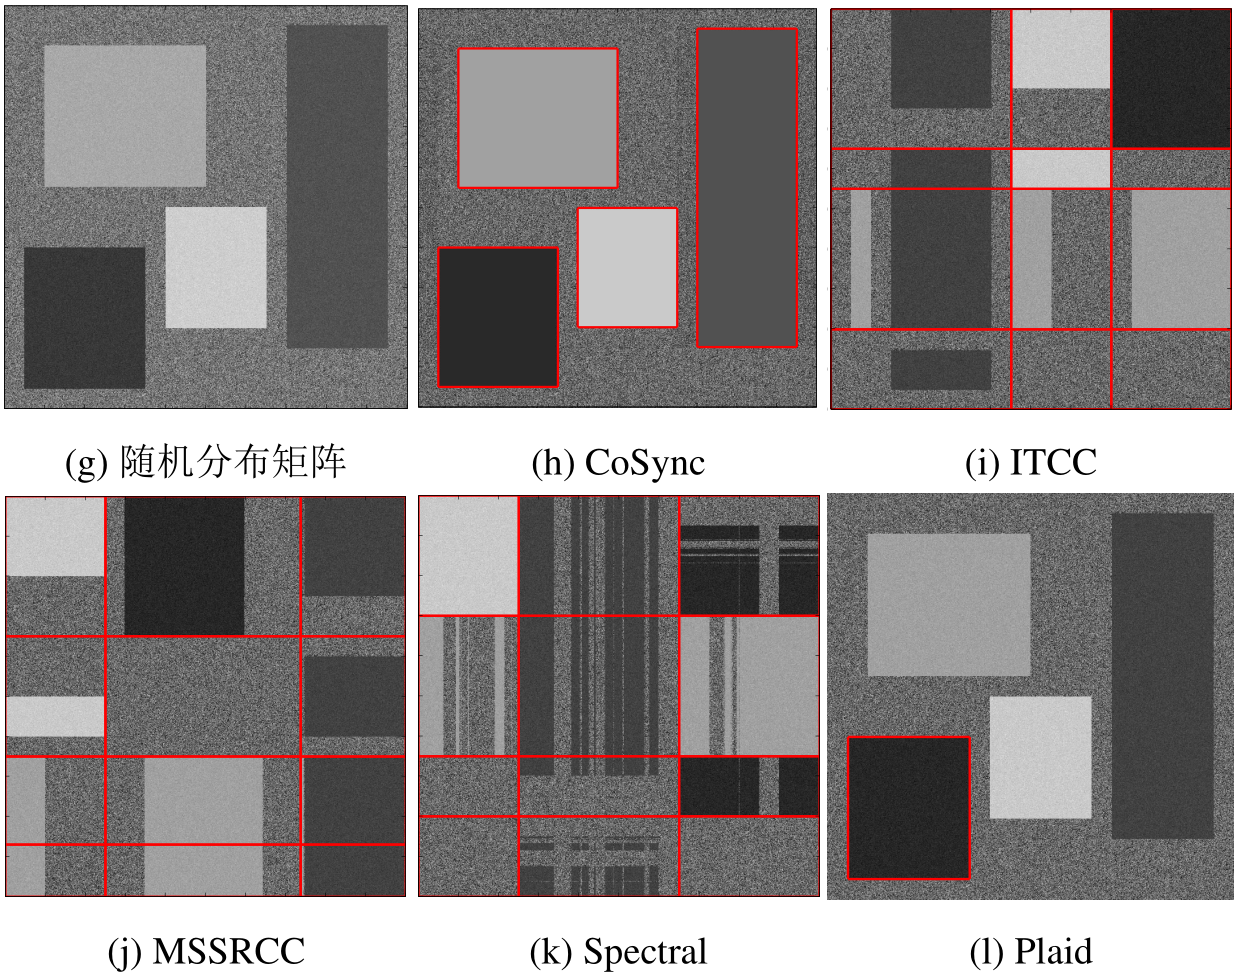 (g) 随机分布矩阵
(h) CoSync
(i) ITCC
(j) MSSRCC
(k) Spectral
(l) Plaid